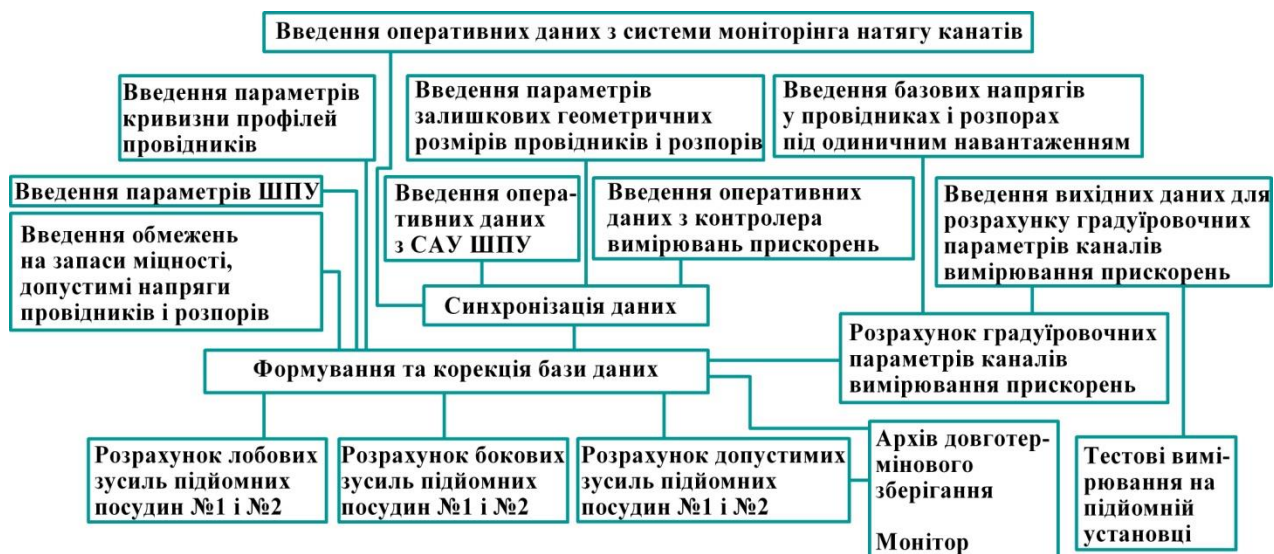 Введення оперативних даних з системи моніторінга натягу канатів
Введення параметрів
кривизни профілей
провідників
Введення параметрів
залишкових геометричних
розмірів провідників і розпорів
Введення базових напрягів
у провідниках і розпорах
під одиничним навантаженням
Введення параметрів ШПУ
Введення обмежень
на запаси міцності,
допустимі напряги
провідників і розпорів
Введення опера-
тивних даних
з САУ ШПУ
Введення оперативних
даних з контролера
вимірювань прискорень
Введення вихідних даних для
розрахунку градуїровочних
параметрів каналів
вимірювання прискорень
Синхронізація даних
Розрахунок градуїровочних
параметрів каналів
вимірювання прискорень
Формування та корекція бази даних
Розрахунок лобових
зусиль підйомних
посудин №1 і №2
Розрахунок бокових
зусиль підйомних
посудин №1 і №2
Розрахунок допустимих
зусиль підйомних
посудин №1 і №2
Архів довготер-
мінового
зберігання
Монітор
Тестові вимі-
рювання на
підйомній
установці